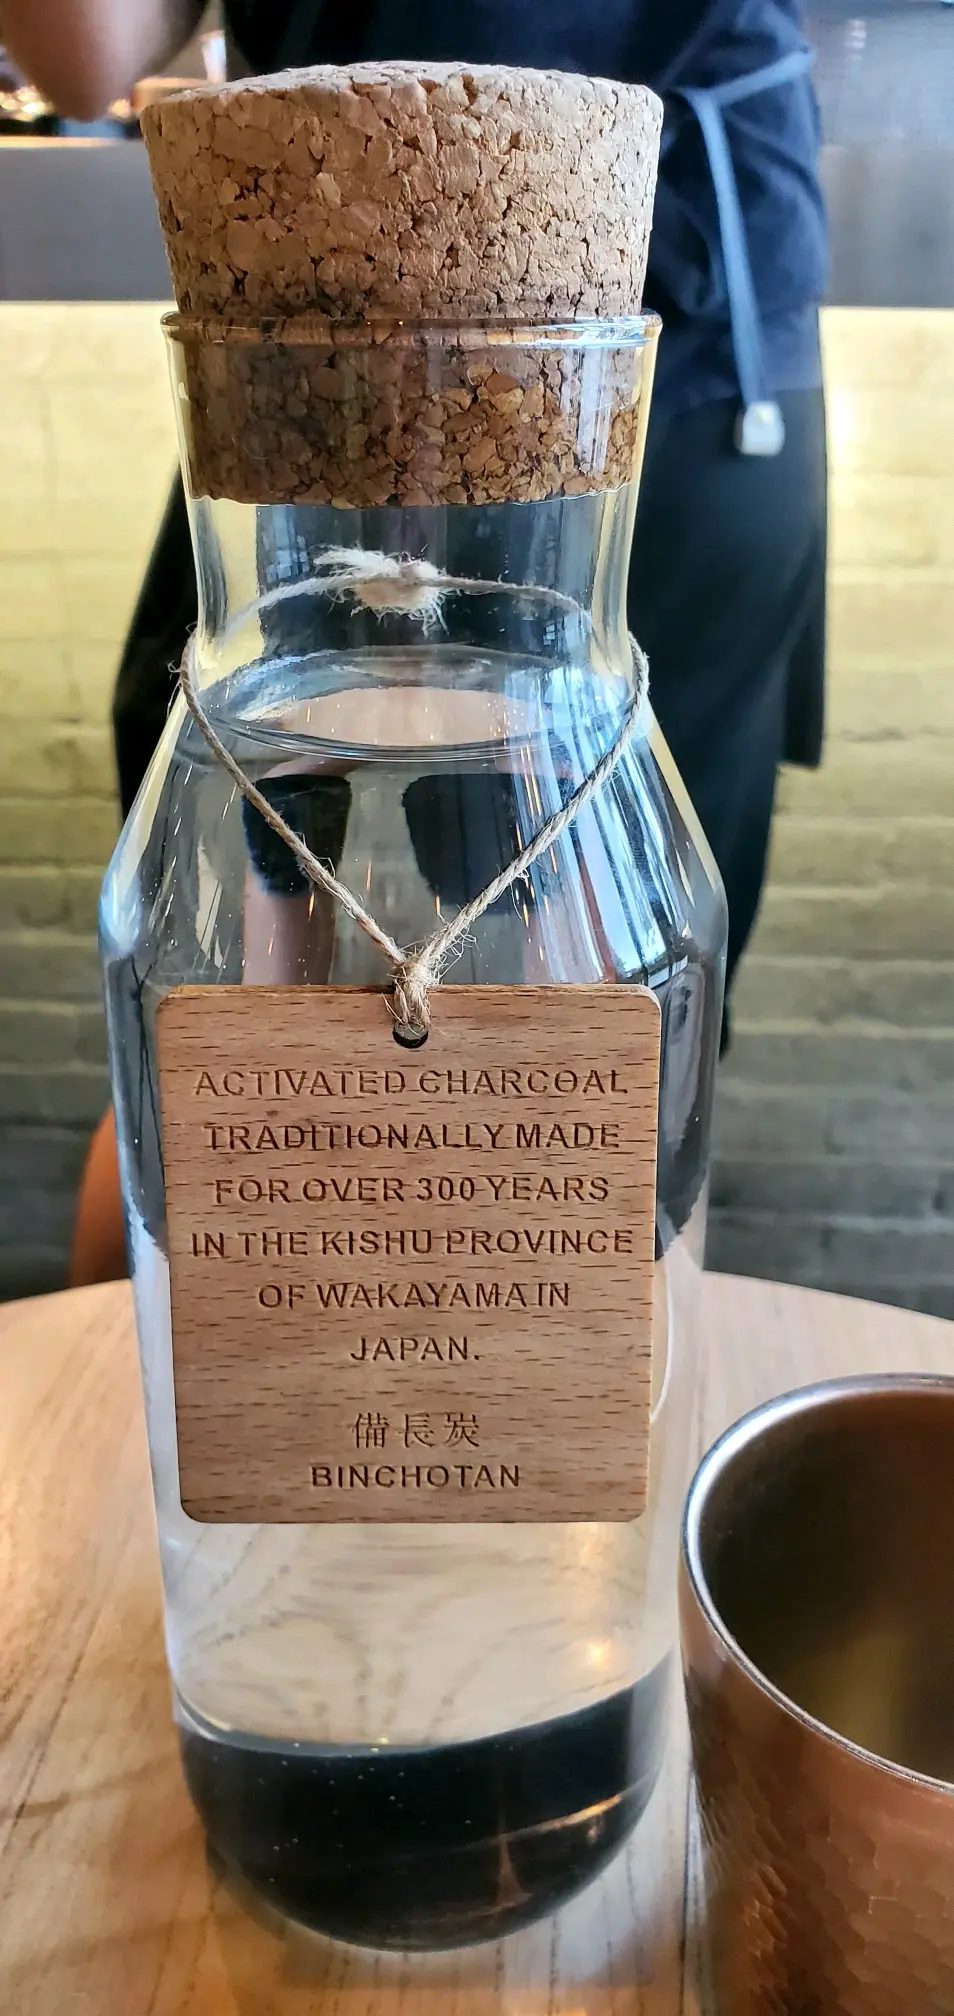 ACTIVATED CHARCOAL
TRADITIONALLY MADE
FOR OVER 300 YEARS
IN THE KISHU PROVINCE
OF WAKAYAMA IN
JAPAN.
備長炭
BINCHOTAN